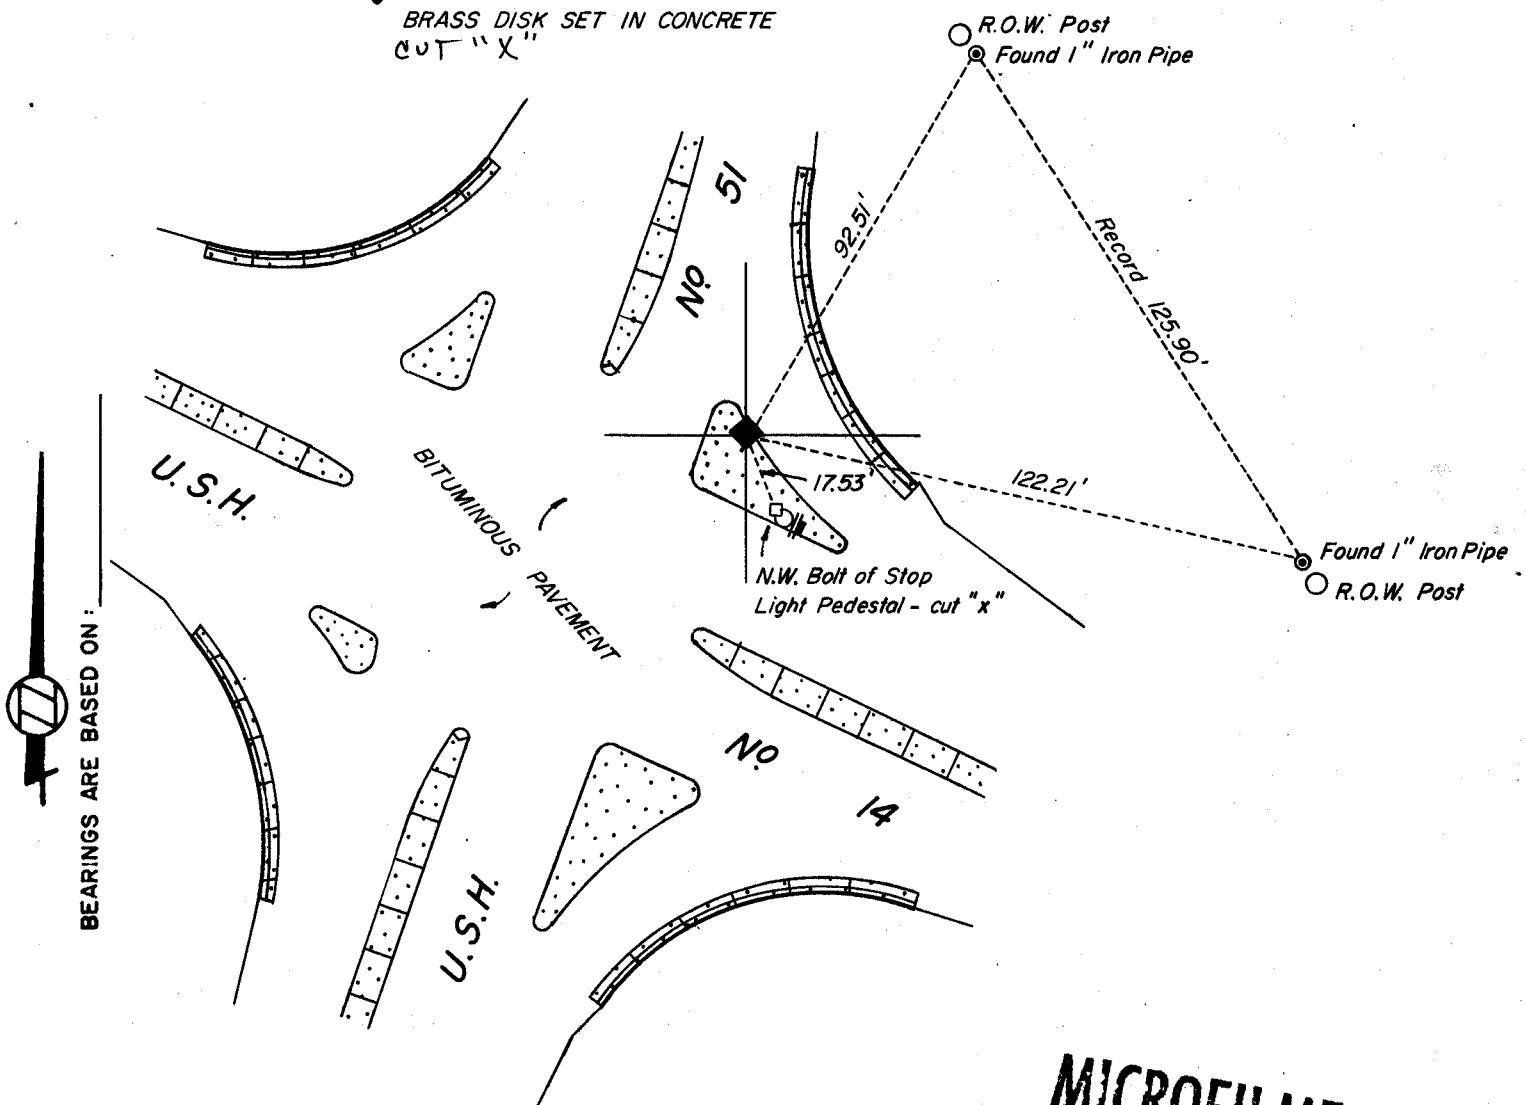 BRASS DISK SET IN CONCRETE
CUT "X"
R.O.W. Post
Found 1" Iron Pipe
51
No
92.51'
Record 125.90'
U.S.H.
BITUMINOUS PAVEMENT
17.53'
122.21'
N.W. Bolt of Stop
Light Pedestal - cut "x"
Found 1" Iron Pipe
R.O.W. Post
BEARINGS ARE BASED ON:
No
14
U.S.H.